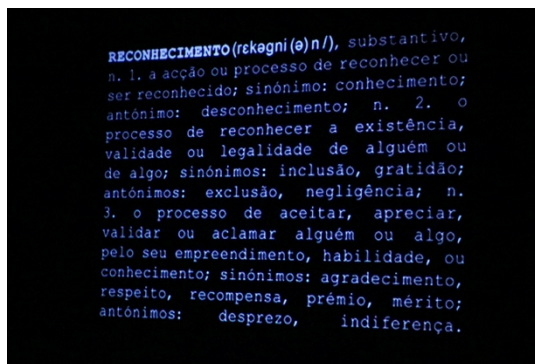 RECONHECIMENTO (rɛkəgni (ə) n /), substantivo,
n. 1. a acção ou processo de reconhecer ou
ser reconhecido; sinónimo: conhecimento;
antónimo: desconhecimento; n. 2. o
processo de reconhecer a existência,
validade ou legalidade de alguém ou
de algo; sinónimos: inclusão, gratidão;
antónimos: exclusão, negligência; n.
3. o processo de aceitar, apreciar,
validar ou aclamar alguém ou algo,
pelo seu empreendimento, habilidade, ou
conhecimento; sinónimos: agradecimento,
respeito, recompensa, prémio, mérito;
antónimos: desprezo, indiferença.